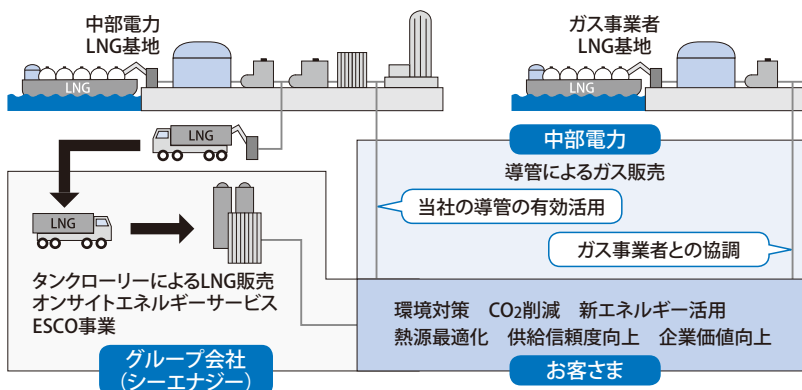 中部電力
LNG基地
ガス事業者
LNG基地
LNG
LNG
LNG
中部電力
導管によるガス販売
当社の導管の有効活用
LNG
ガス事業者との協調
タンクローリーによるLNG販売
オンサイトエネルギーサービス
ESCO事業
環境対策 CO2削減 新エネルギー活用
熱源最適化 供給信頼度向上 企業価値向上
グループ会社
(シーエナジー)
お客さま